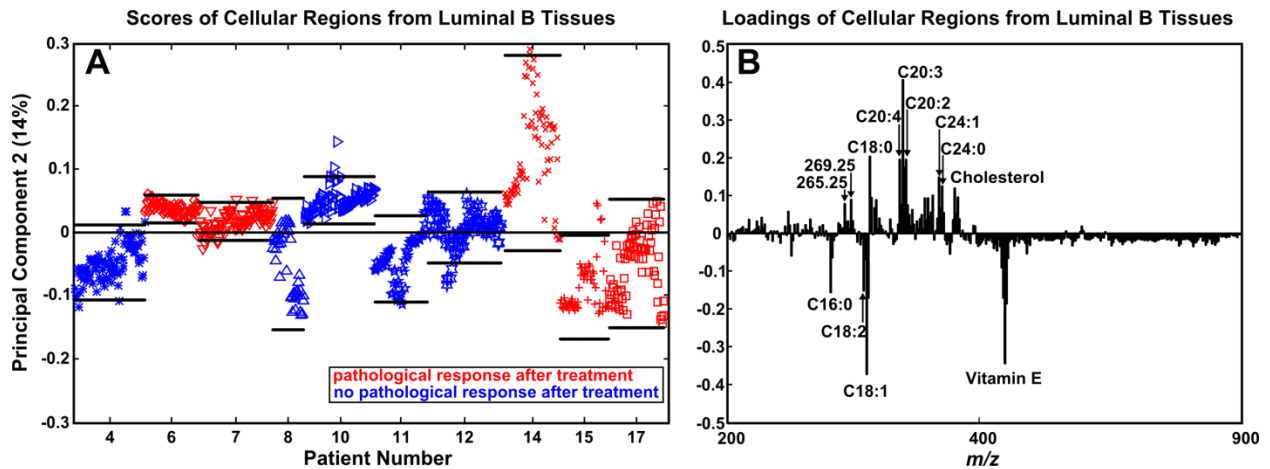 Scores of Cellular Regions from Luminal B Tissues
A
Principal Component 2 (14%)
0.3
0.2
0.1
0
-0.1
-0.2
-0.3
pathological response after treatment
no pathological response after treatment
4 6 7 8 10 11 12 14 15 17
Patient Number
Loadings of Cellular Regions from Luminal B Tissues
B
0.5
0.4
0.3
0.2
0.1
0
-0.1
-0.2
-0.3
-0.4
-0.5
C20:3
C20:4
C20:2
C18:0
C24:1
C24:0
269.25
265.25
Cholesterol
C16:0
C18:2
C18:1
Vitamin E
200 400 900
m/z